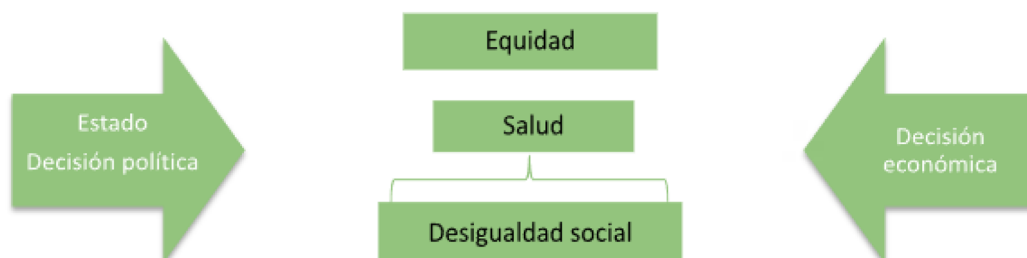 Equidad
Estado
Decisión política
Salud
Decisión
económica
Desigualdad social